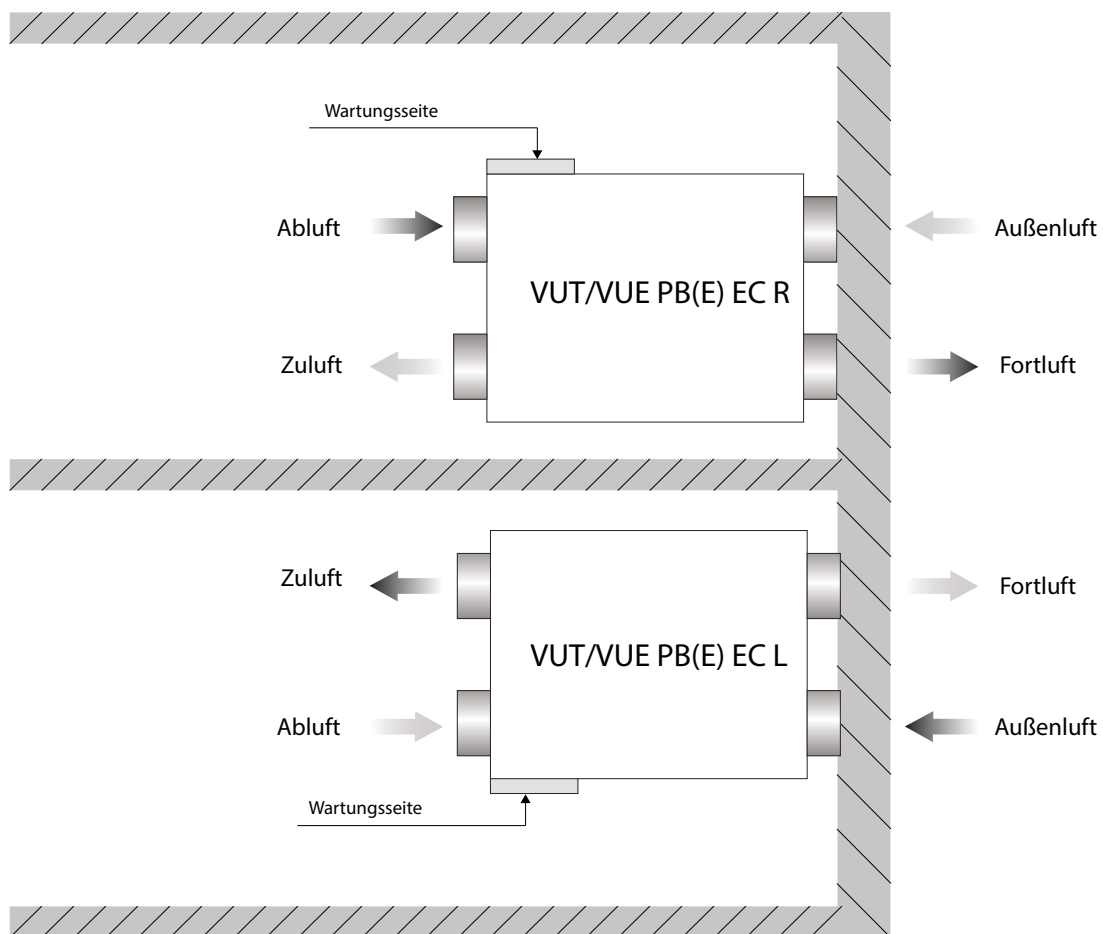 Wartungsseite
Abluft
Außenluft
VUT/VUE PB(E) EC R
Zuluft
Fortluft
Zuluft
Fortluft
VUT/VUE PB(E) EC L
Abluft
Außenluft
Wartungsseite